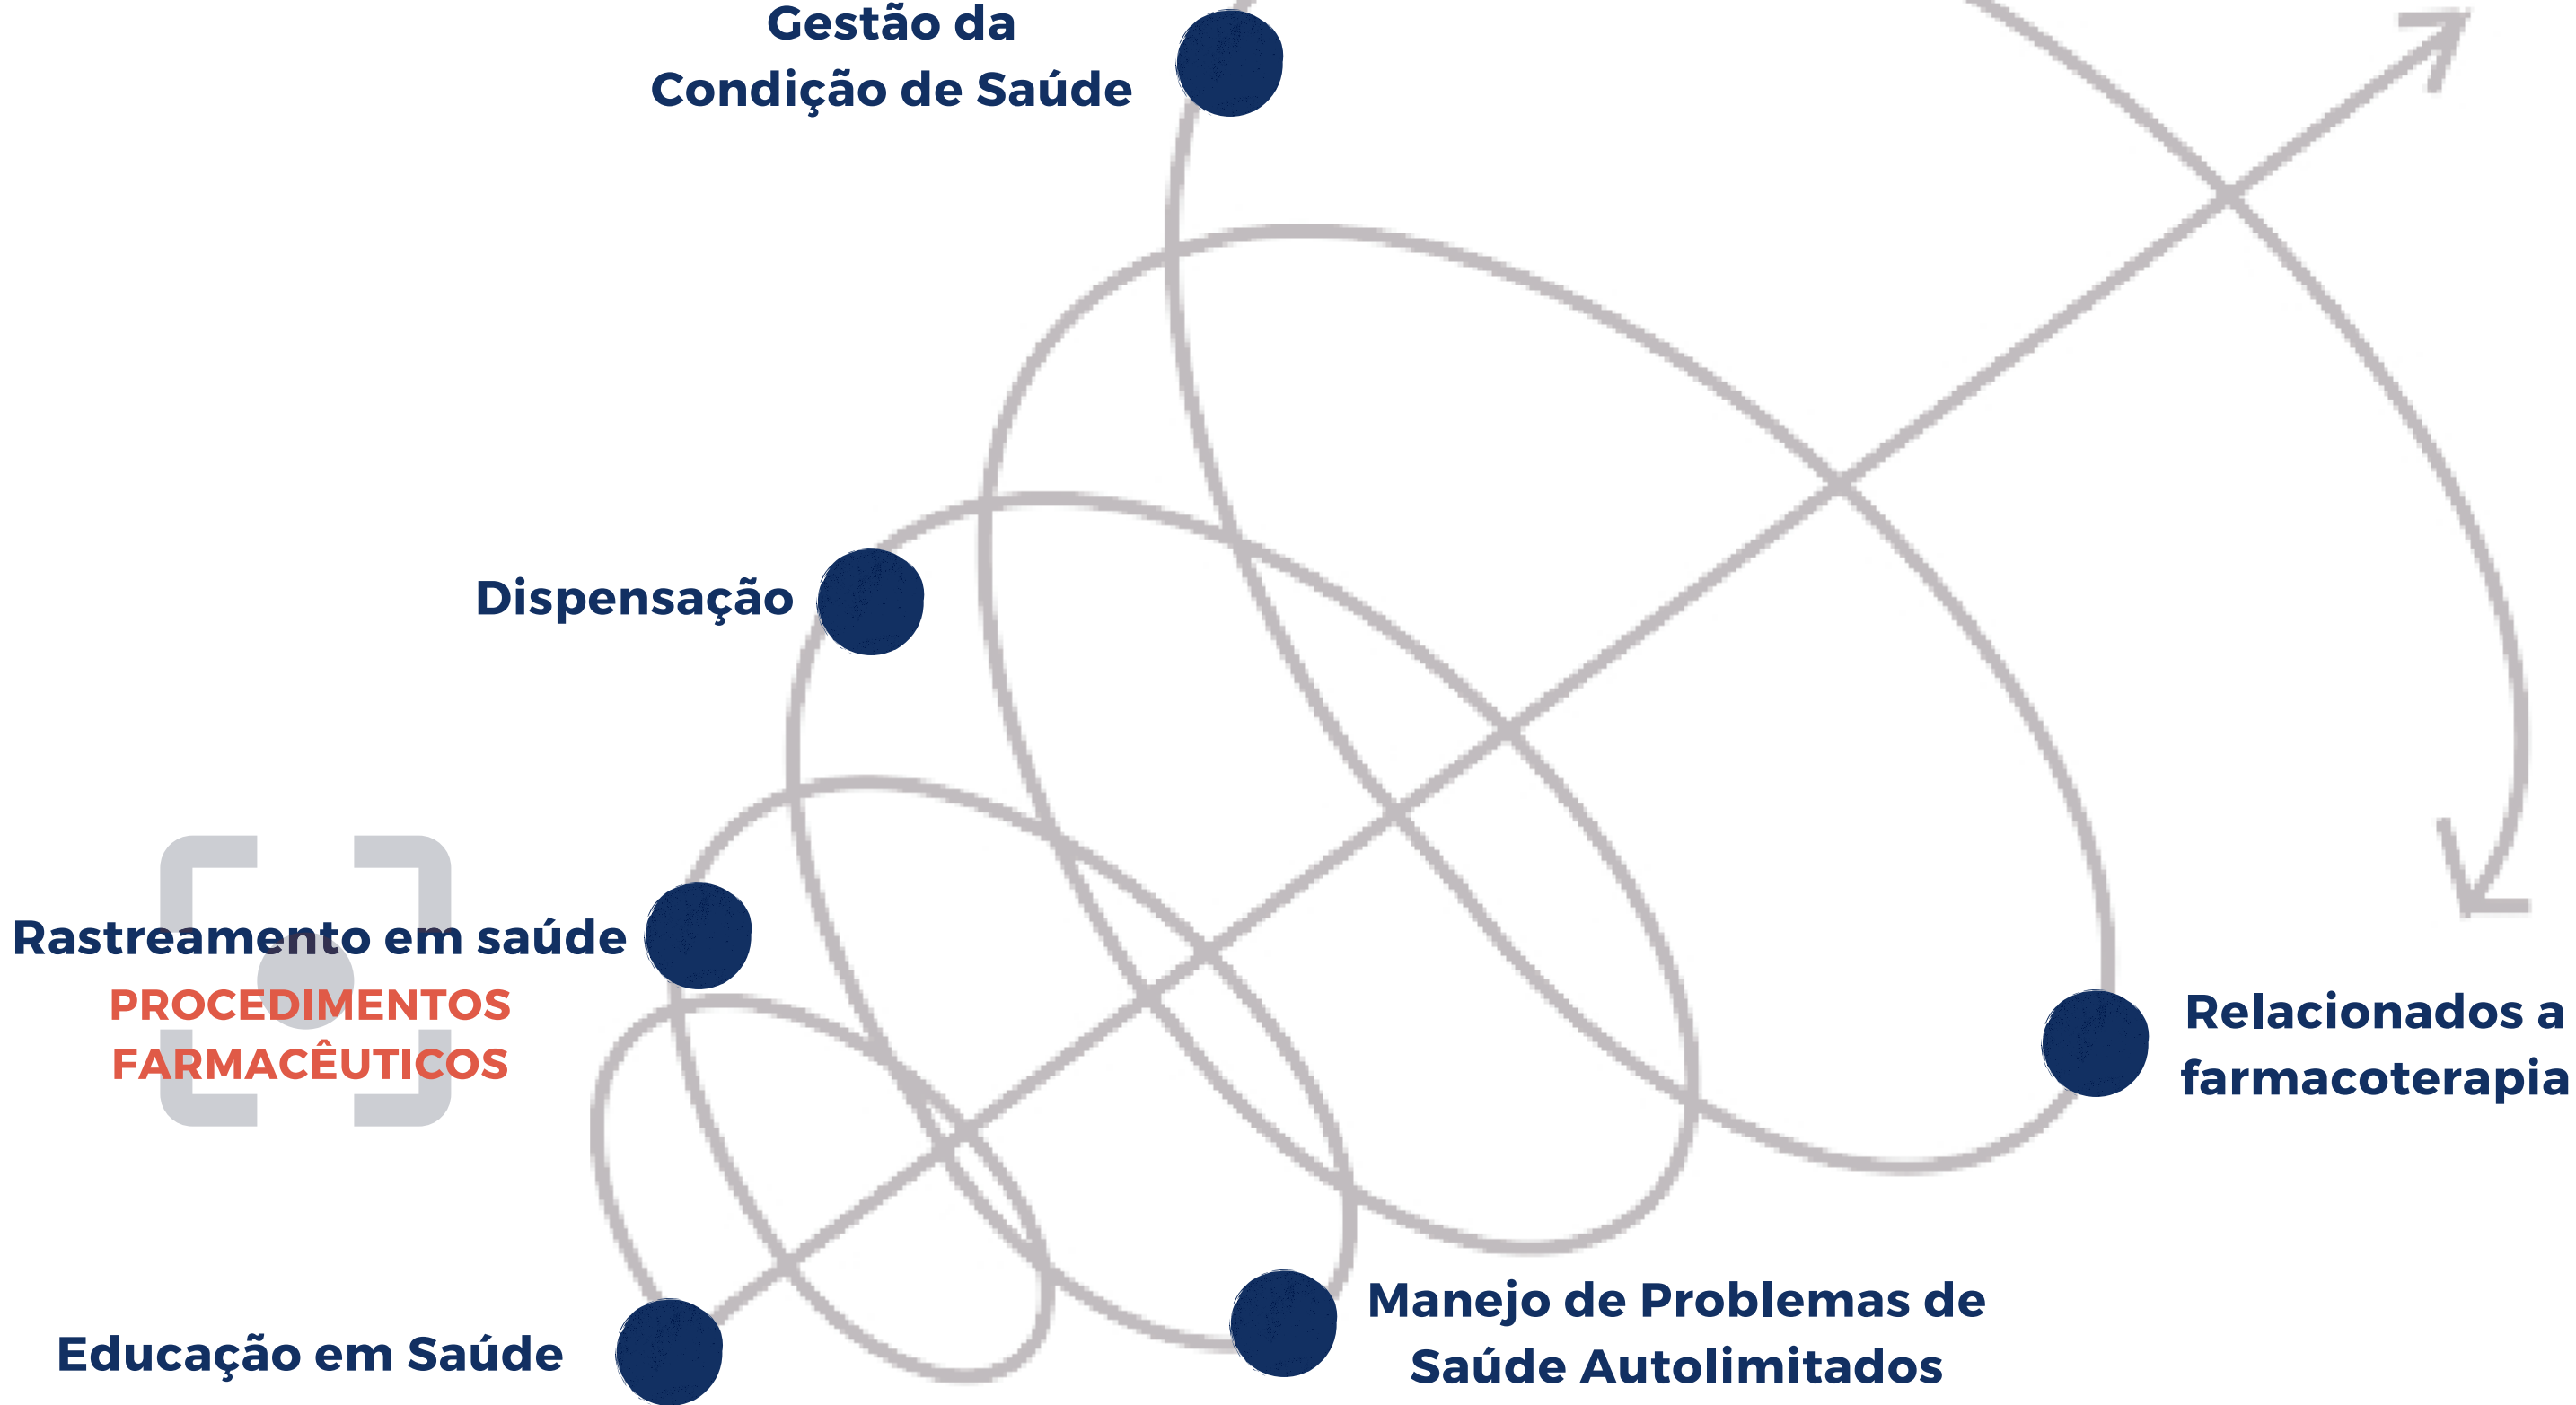 Gestão da
Condição de Saúde
Dispensação
Rastreamento em saúde
PROCEDIMENTOS
FARMACÊUTICOS
Relacionados a
farmacoterapia
Manejo de Problemas de
Saúde Autolimitados
Educação em Saúde